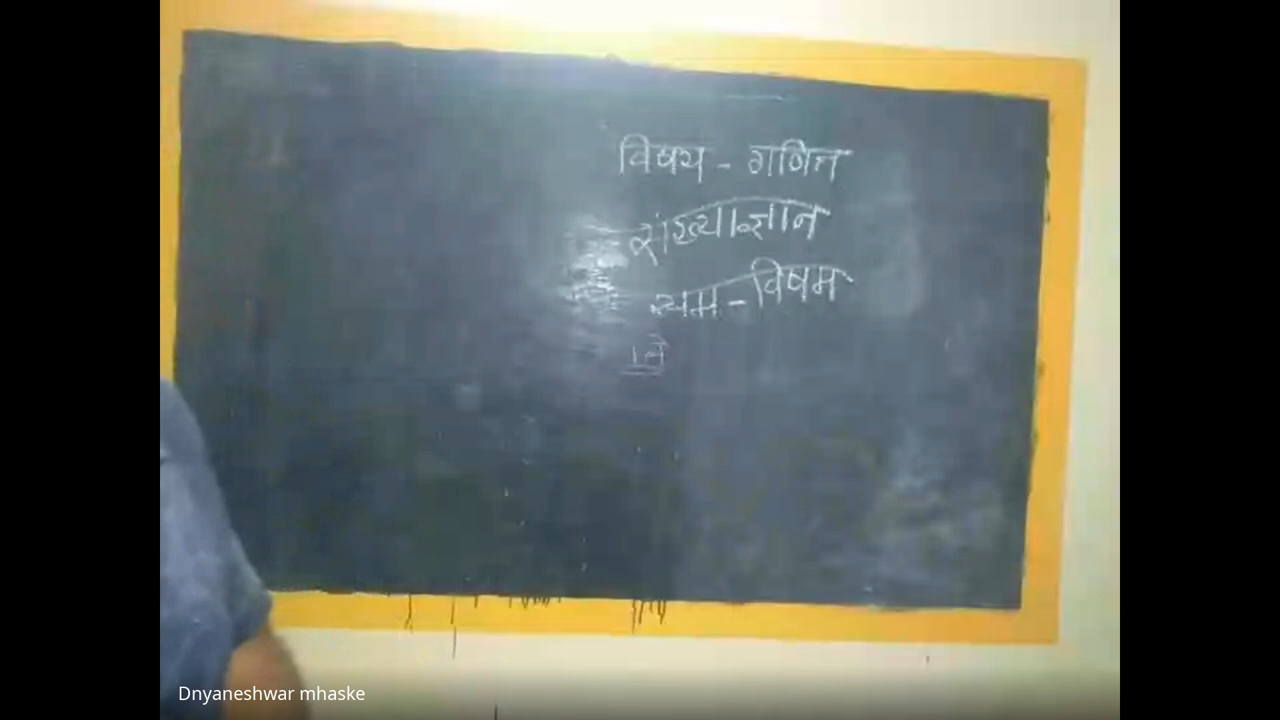 विषय - गणित
संख्याज्ञान
सम - विषम
Dnyaneshwar mhaske